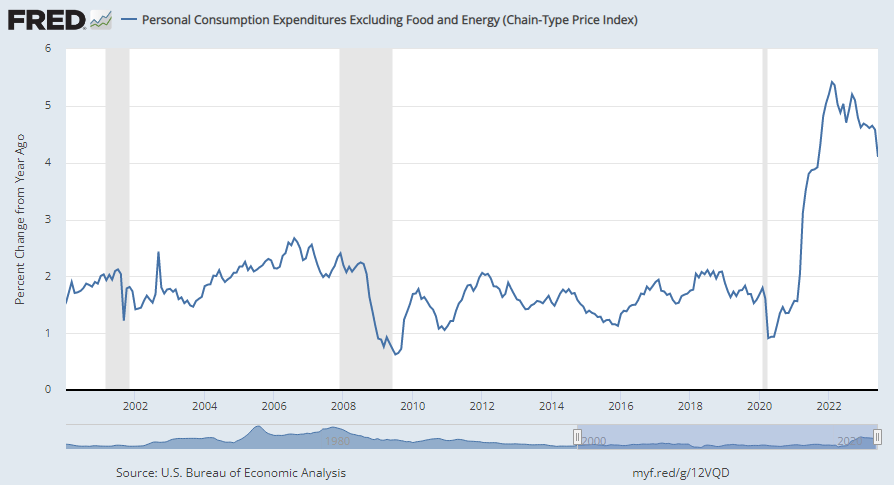 FRED Personal Consumption Expenditures Excluding Food and Energy (Chain-Type Price Index)
Percent Change from Year Ago
6
5
4
3
2
1
0
2002 2004 2006 2008 2010 2012 2014 2016 2018 2020 2022
1980 2000
Source: U.S. Bureau of Economic Analysis myf.red/g/12VQD